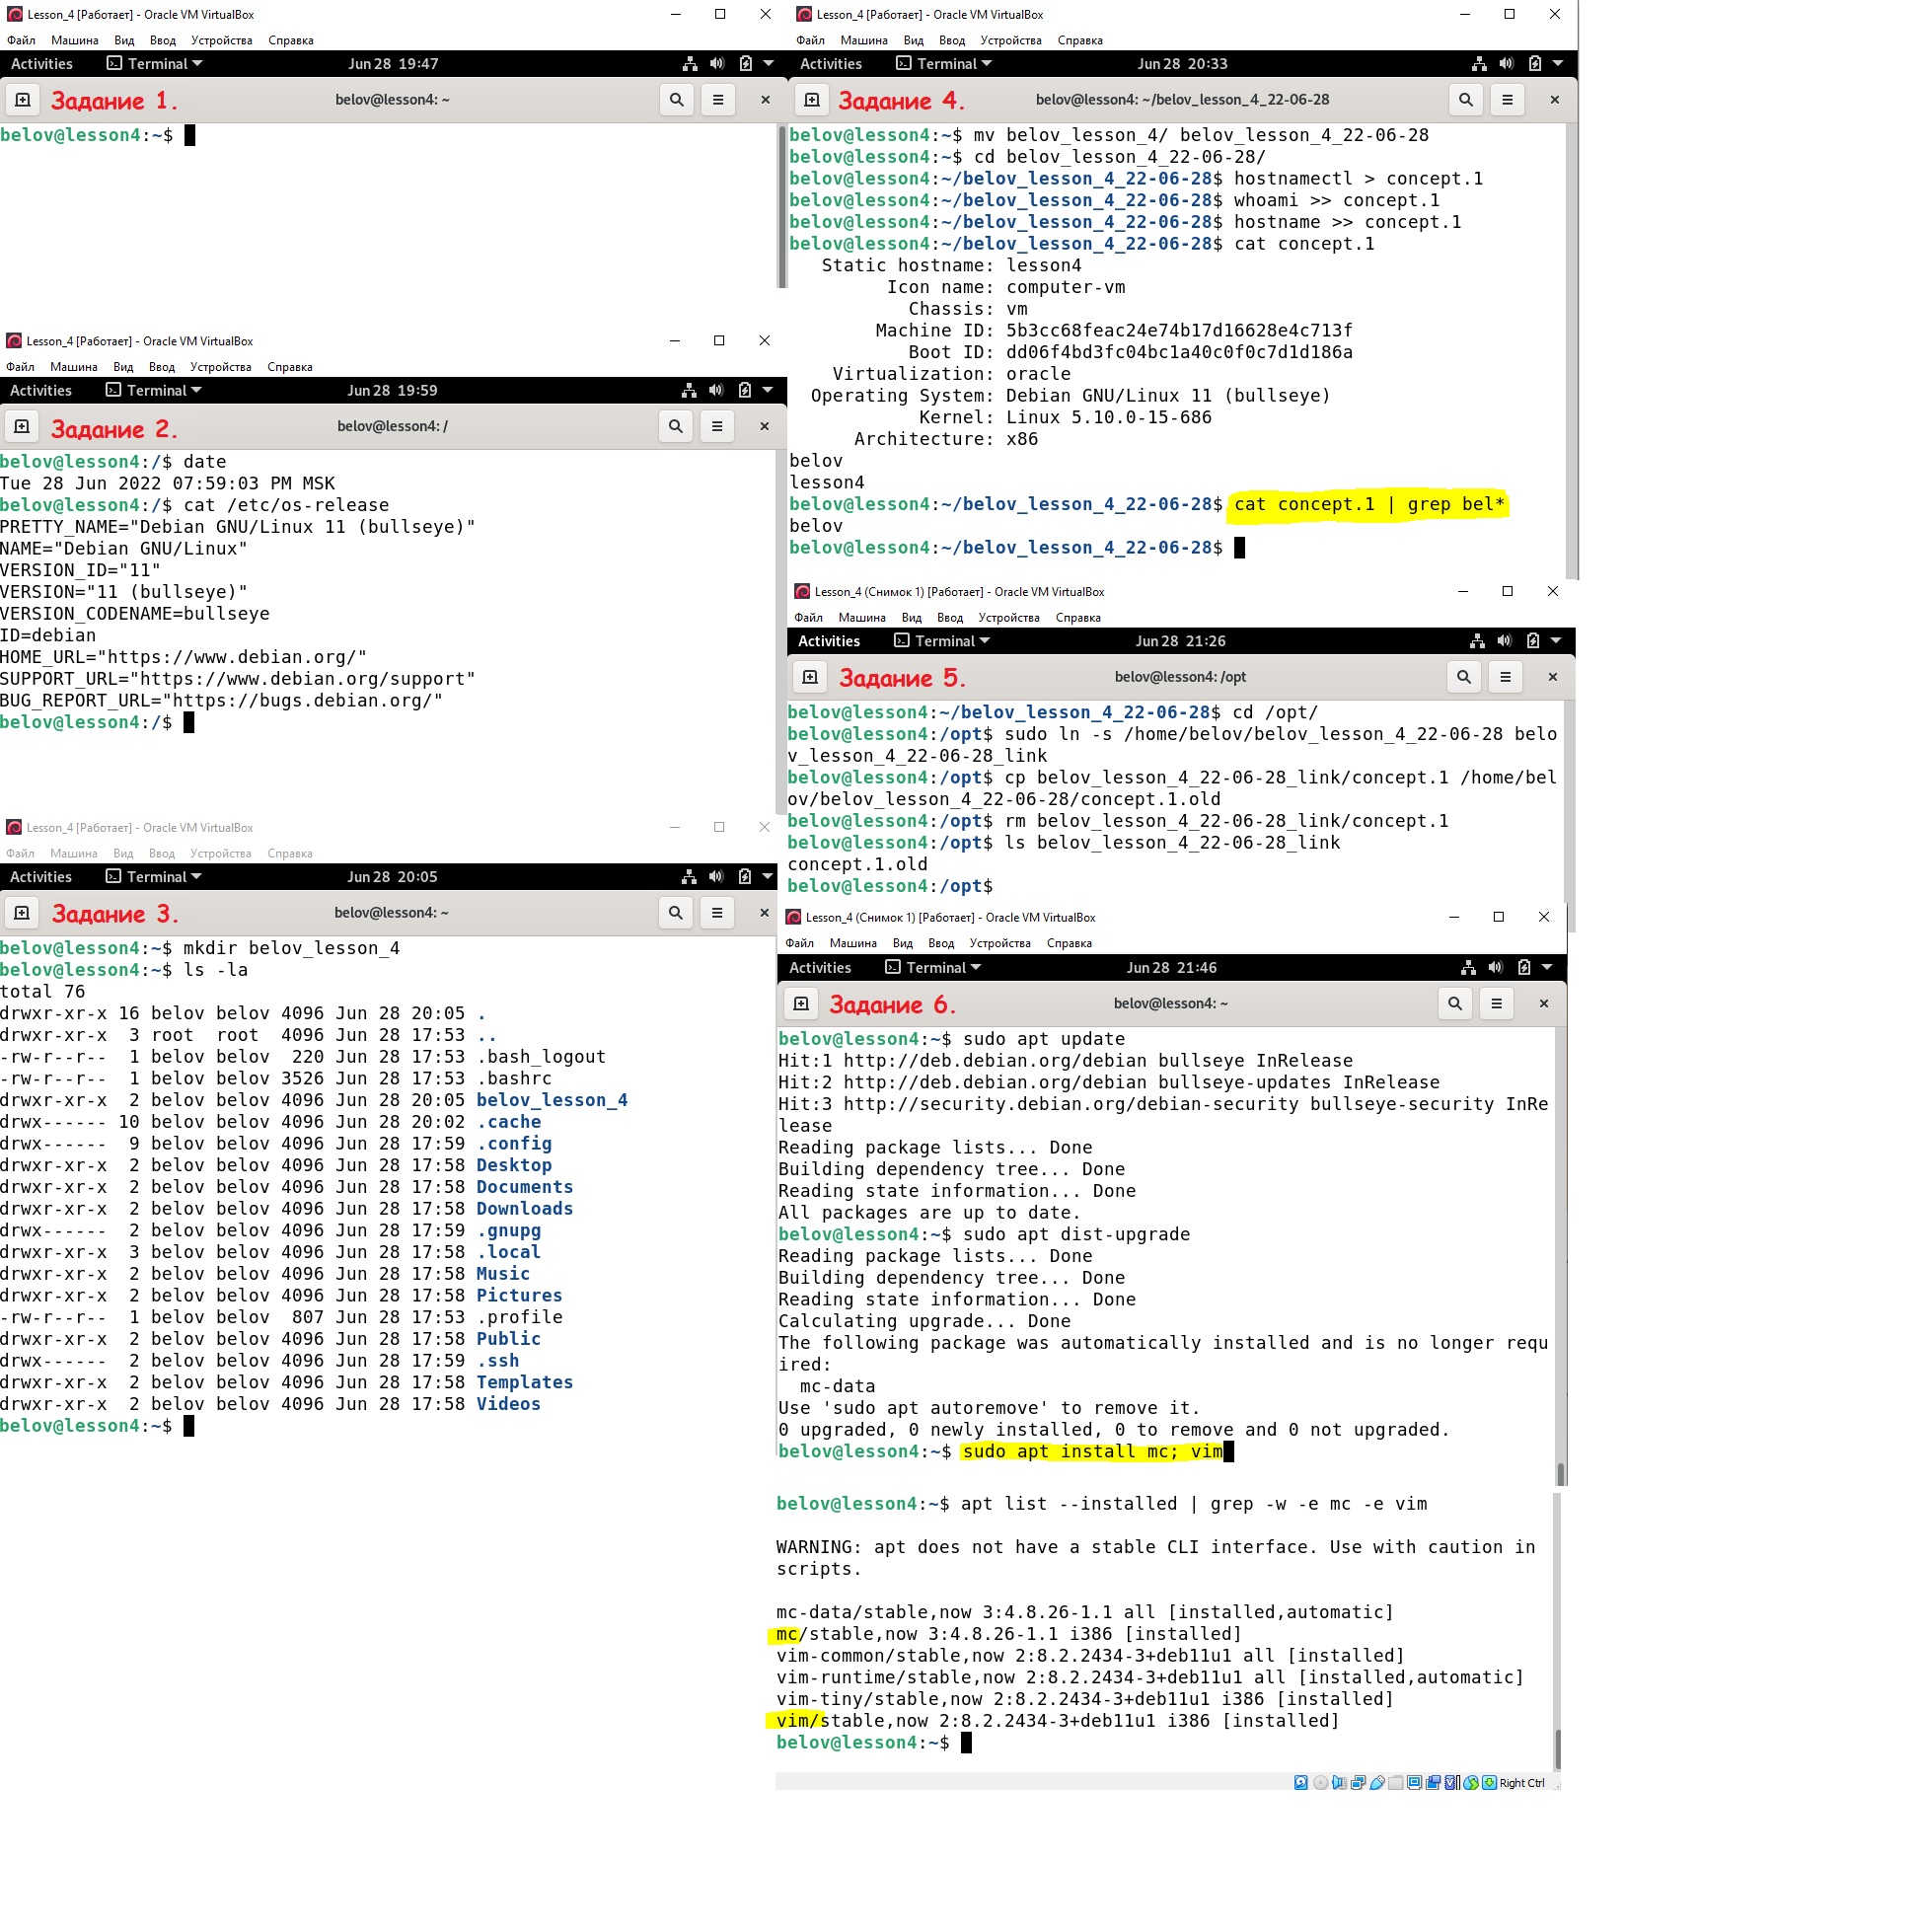 Lesson_4 [Работает] - Oracle VM VirtualBox
Файл Машина Вид Ввод Устройства Справка
Activities Terminal Jun 28 19:47
Задание 1. belov@lesson4: ~
belov@lesson4:~$
Lesson_4 [Работает] - Oracle VM VirtualBox
Файл Машина Вид Ввод Устройства Справка
Activities Terminal Jun 28 19:59
Задание 2. belov@lesson4: /
belov@lesson4:/$ date
Tue 28 Jun 2022 07:59:03 PM MSK
belov@lesson4:/$ cat /etc/os-release
PRETTY_NAME="Debian GNU/Linux 11 (bullseye)"
NAME="Debian GNU/Linux"
VERSION_ID="11"
VERSION="11 (bullseye)"
VERSION_CODENAME=bullseye
ID=debian
HOME_URL="https://www.debian.org/"
SUPPORT_URL="https://www.debian.org/support"
BUG_REPORT_URL="https://bugs.debian.org/"
belov@lesson4:/$
Lesson_4 [Работает] - Oracle VM VirtualBox
Файл Машина Вид Ввод Устройства Справка
Activities Terminal Jun 28 20:05
Задание 3. belov@lesson4: ~
belov@lesson4:~$ mkdir belov_lesson_4
belov@lesson4:~$ ls -la
total 76
drwxr-xr-x 16 belov belov 4096 Jun 28 20:05 .
drwxr-xr-x  3 root  root  4096 Jun 28 17:53 ..
-rw-r--r--  1 belov belov  220 Jun 28 17:53 .bash_logout
-rw-r--r--  1 belov belov 3526 Jun 28 17:53 .bashrc
drwxr-xr-x  2 belov belov 4096 Jun 28 20:05 belov_lesson_4
drwx------ 10 belov belov 4096 Jun 28 20:02 .cache
drwx------  9 belov belov 4096 Jun 28 17:59 .config
drwxr-xr-x  2 belov belov 4096 Jun 28 17:58 Desktop
drwxr-xr-x  2 belov belov 4096 Jun 28 17:58 Documents
drwxr-xr-x  2 belov belov 4096 Jun 28 17:58 Downloads
drwx------  2 belov belov 4096 Jun 28 17:59 .gnupg
drwxr-xr-x  3 belov belov 4096 Jun 28 17:58 .local
drwxr-xr-x  2 belov belov 4096 Jun 28 17:58 Music
drwxr-xr-x  2 belov belov 4096 Jun 28 17:58 Pictures
-rw-r--r--  1 belov belov  807 Jun 28 17:53 .profile
drwxr-xr-x  2 belov belov 4096 Jun 28 17:58 Public
drwx------  2 belov belov 4096 Jun 28 17:59 .ssh
drwxr-xr-x  2 belov belov 4096 Jun 28 17:58 Templates
drwxr-xr-x  2 belov belov 4096 Jun 28 17:58 Videos
belov@lesson4:~$
Lesson_4 [Работает] - Oracle VM VirtualBox
Файл Машина Вид Ввод Устройства Справка
Activities Terminal Jun 28 20:33
Задание 4. belov@lesson4: ~/belov_lesson_4_22-06-28
belov@lesson4:~$ mv belov_lesson_4/ belov_lesson_4_22-06-28
belov@lesson4:~$ cd belov_lesson_4_22-06-28/
belov@lesson4:~/belov_lesson_4_22-06-28$ hostnamectl > concept.1
belov@lesson4:~/belov_lesson_4_22-06-28$ whoami >> concept.1
belov@lesson4:~/belov_lesson_4_22-06-28$ hostname >> concept.1
belov@lesson4:~/belov_lesson_4_22-06-28$ cat concept.1
Static hostname: lesson4
Icon name: computer-vm
Chassis: vm
Machine ID: 5b3cc68feac24e74b17d16628e4c713f
Boot ID: dd06f4bd3fc04bc1a40c0f0c7d1d186a
Virtualization: oracle
Operating System: Debian GNU/Linux 11 (bullseye)
Kernel: Linux 5.10.0-15-686
Architecture: x86
belov
lesson4
belov@lesson4:~/belov_lesson_4_22-06-28$ cat concept.1 | grep bel*
belov
belov@lesson4:~/belov_lesson_4_22-06-28$
Lesson_4 (Снимок 1) [Работает] - Oracle VM VirtualBox
Файл Машина Вид Ввод Устройства Справка
Activities Terminal Jun 28 21:26
Задание 5. belov@lesson4: /opt
belov@lesson4:~/belov_lesson_4_22-06-28$ cd /opt/
belov@lesson4:/opt$ sudo ln -s /home/belov/belov_lesson_4_22-06-28 belo
v_lesson_4_22-06-28_link
belov@lesson4:/opt$ cp belov_lesson_4_22-06-28_link/concept.1 /home/bel
ov/belov_lesson_4_22-06-28/concept.1.old
belov@lesson4:/opt$ rm belov_lesson_4_22-06-28_link/concept.1
belov@lesson4:/opt$ ls belov_lesson_4_22-06-28_link
concept.1.old
belov@lesson4:/opt$
Lesson_4 (Снимок 1) [Работает] - Oracle VM VirtualBox
Файл Машина Вид Ввод Устройства Справка
Activities Terminal Jun 28 21:46
Задание 6. belov@lesson4: ~
belov@lesson4:~$ sudo apt update
Hit:1 http://deb.debian.org/debian bullseye InRelease
Hit:2 http://deb.debian.org/debian bullseye-updates InRelease
Hit:3 http://security.debian.org/debian-security bullseye-security InRe
lease
Reading package lists... Done
Building dependency tree... Done
Reading state information... Done
All packages are up to date.
belov@lesson4:~$ sudo apt dist-upgrade
Reading package lists... Done
Building dependency tree... Done
Reading state information... Done
Calculating upgrade... Done
The following package was automatically installed and is no longer requ
ired:
mc-data
Use 'sudo apt autoremove' to remove it.
0 upgraded, 0 newly installed, 0 to remove and 0 not upgraded.
belov@lesson4:~$ sudo apt install mc; vim
belov@lesson4:~$ apt list --installed | grep -w -e mc -e vim
WARNING: apt does not have a stable CLI interface. Use with caution in
scripts.
mc-data/stable,now 3:4.8.26-1.1 all [installed,automatic]
mc/stable,now 3:4.8.26-1.1 i386 [installed]
vim-common/stable,now 2:8.2.2434-3+deb11u1 all [installed]
vim-runtime/stable,now 2:8.2.2434-3+deb11u1 all [installed,automatic]
vim-tiny/stable,now 2:8.2.2434-3+deb11u1 i386 [installed]
vim/stable,now 2:8.2.2434-3+deb11u1 i386 [installed]
belov@lesson4:~$
Right Ctrl